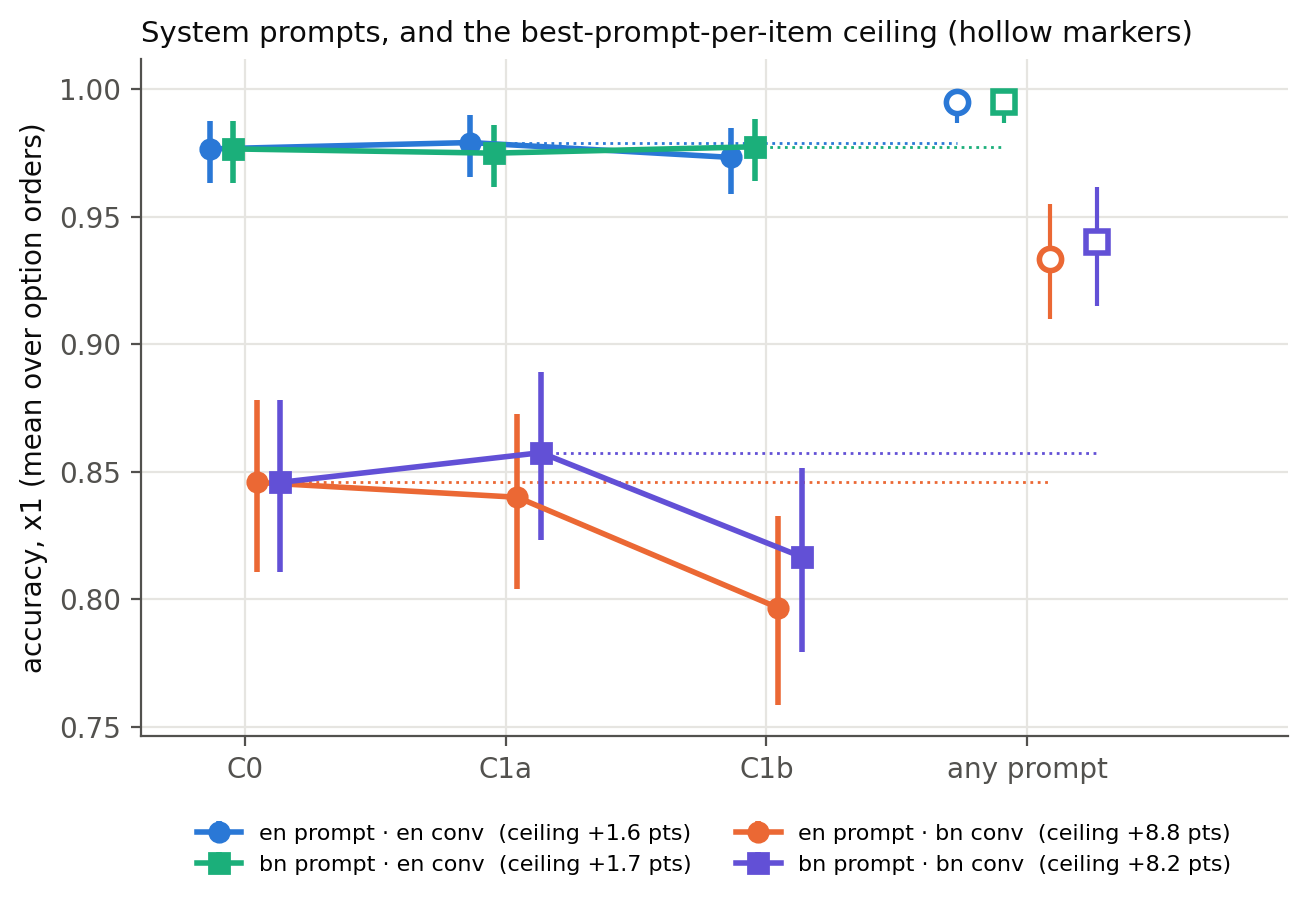 System prompts, and the best-prompt-per-item ceiling (hollow markers)
accuracy, x1 (mean over option orders)
1.00
0.95
0.90
0.85
0.80
0.75
C0 C1a C1b any prompt
en prompt · en conv (ceiling +1.6 pts) en prompt · bn conv (ceiling +8.8 pts)
bn prompt · en conv (ceiling +1.7 pts) bn prompt · bn conv (ceiling +8.2 pts)